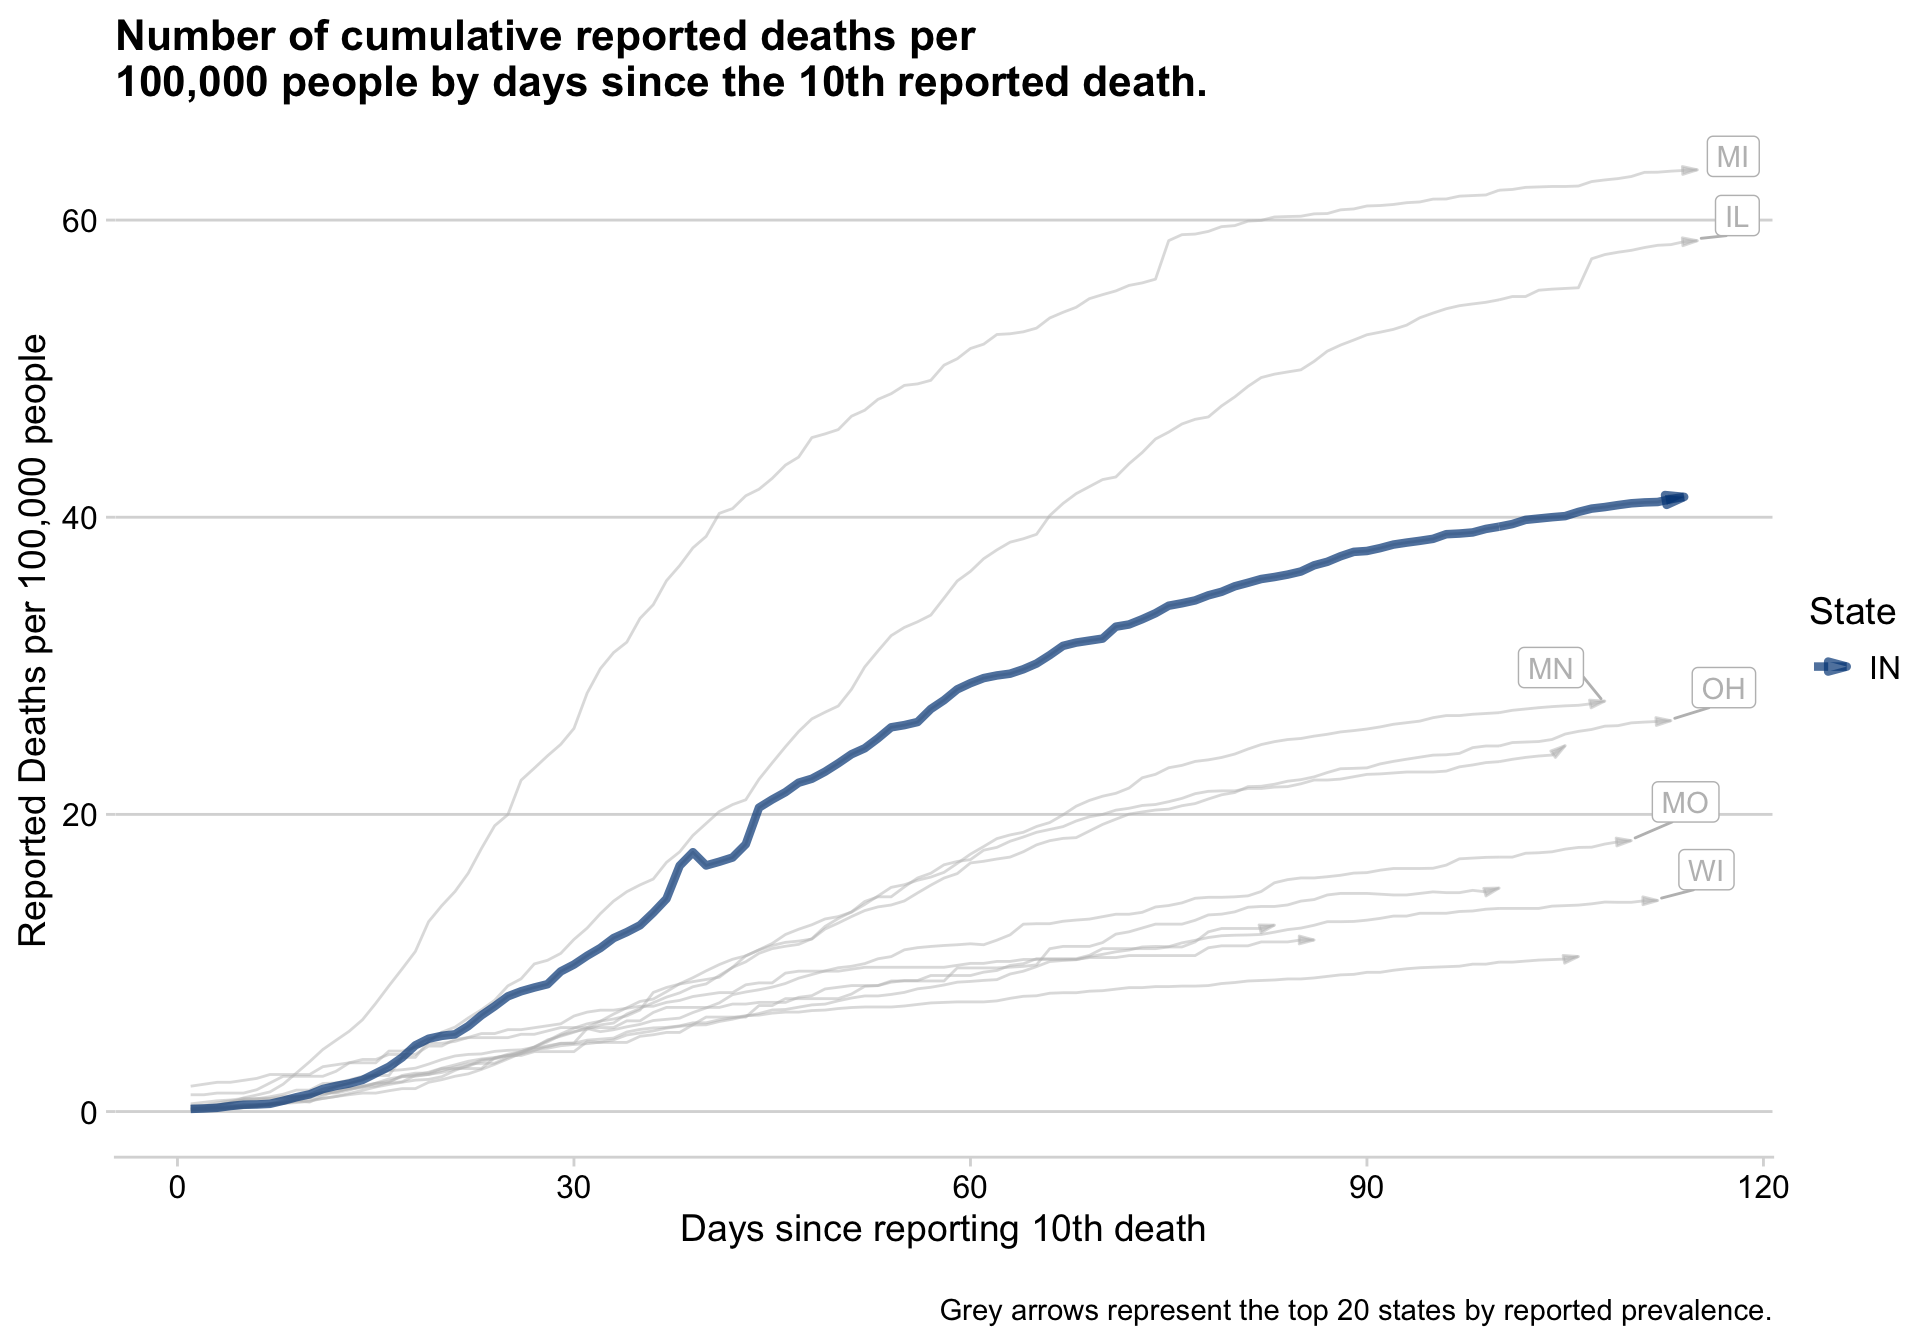 Number of cumulative reported deaths per
100,000 people by days since the 10th reported death.
MI
IL
60
40
MN
OH
20
MO
WI
0
Reported Deaths per 100,000 people
State
IN
0 30 60 90 120
Days since reporting 10th death
Grey arrows represent the top 20 states by reported prevalence.